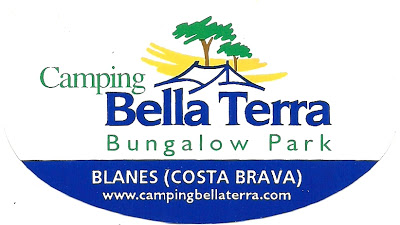 Camping
Bella Terra
Bungalow Park
BLANES (COSTA BRAVA)
www.campingbellaterra.com